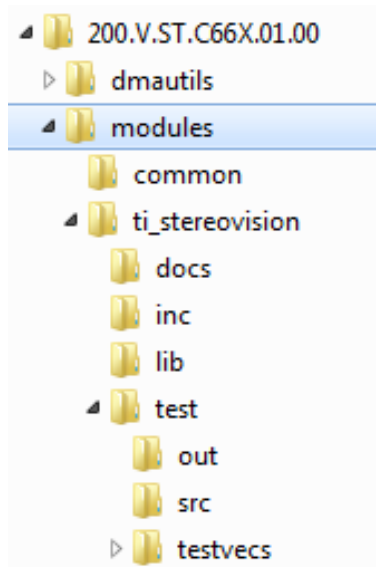 200.V.ST.C66X.01.00
dmautils
modules
common
ti_stereovision
docs
inc
lib
test
out
src
testvecs